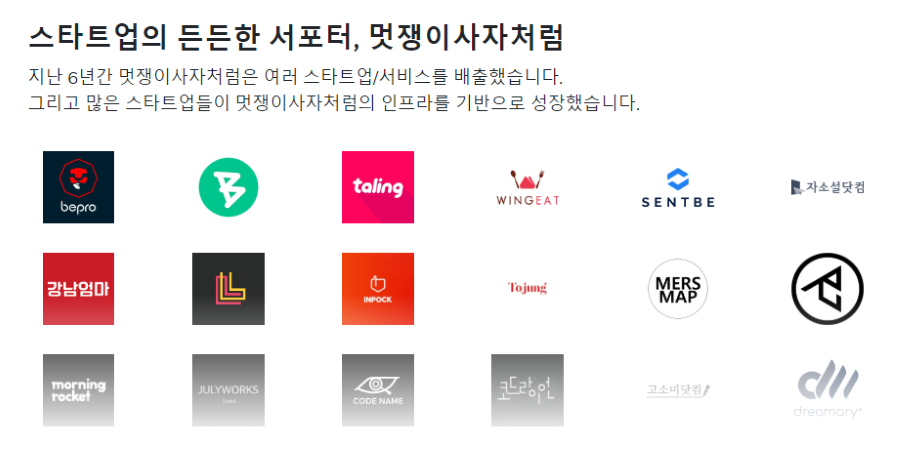 스타트업의 든든한 서포터, 멋쟁이사자처럼
지난 6년간 멋쟁이사자처럼은 여러 스타트업/서비스를 배출했습니다.
그리고 많은 스타트업들이 멋쟁이사자처럼의 인프라를 기반으로 성장했습니다.
bepro
taling
WINGEAT
SENTBE
자소설닷컴
강남엄마
INPOCK
Tojung
MERS
MAP
morning
rocket
JULYWORKS
CODE NAME
코드라이언
고소미닷컴
dreamary